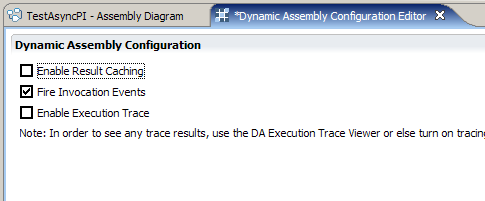 TestAsyncPI - Assembly Diagram
*Dynamic Assembly Configuration Editor
Dynamic Assembly Configuration
Enable Result Caching
Fire Invocation Events
Enable Execution Trace
Note: In order to see any trace results, use the DA Execution Trace Viewer or else turn on tracing